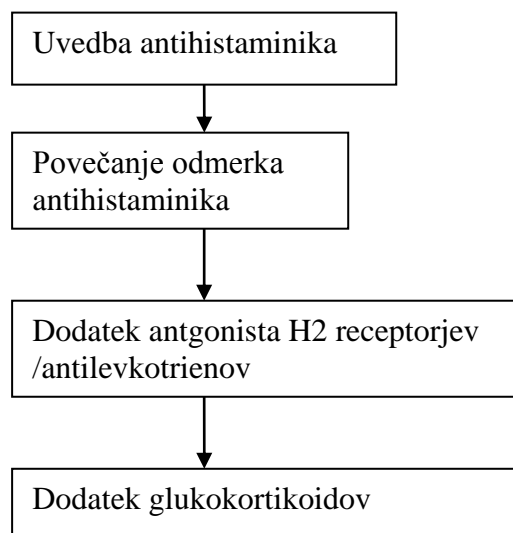 Uvedba antihistaminika
Povečanje odmerka
antihistaminika
Dodatek antgonista H2 receptorjev
/antilevkotrienov
Dodatek glukokortikoidov